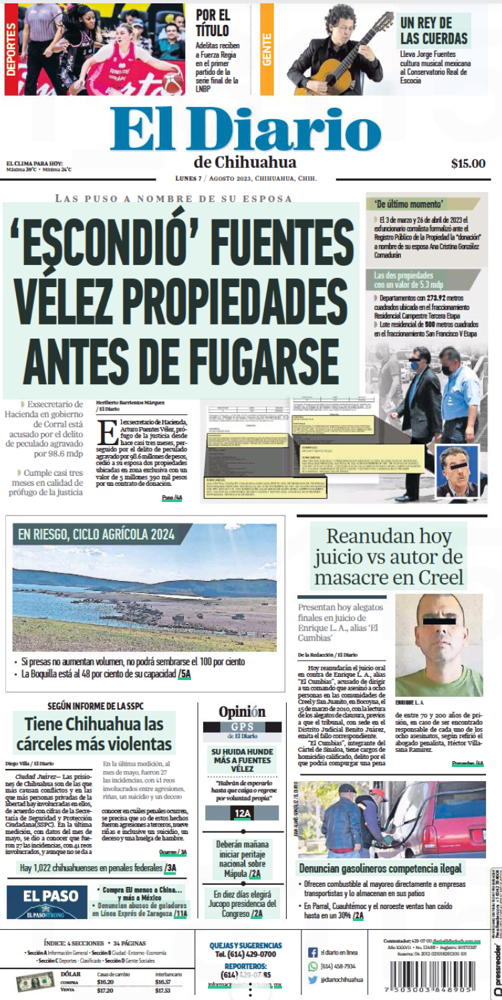 DEPORTES
POR EL
TÍTULO
Adelitas reciben
a Fuerza Regia
en el primer
partido de la
serie final de la
LNBP
GENTE
UN REY DE
LAS CUERDAS
Lleva Jorge Fuentes
cultura musical mexicana
al Conservatorio Real de
Escocia
El Diario
de Chihuahua
EL CLIMA PARA HOY:
Máxima 39°C • Mínima 24°C
$15.00
LUNES 7 / AGOSTO 2023, CHIHUAHUA, CHIH.
LAS PUSO A NOMBRE DE SU ESPOSA
‘ESCONDIÓ’ FUENTES
VÉLEZ PROPIEDADES
ANTES DE FUGARSE
‘De último momento’
El 3 de marzo y 26 de abril de 2023 el
exfuncionario corralista formalizó ante el
Registro Público de la Propiedad la “donación”
a nombre de su esposa Ana Cristina González
Comadurán
Las dos propiedades
con un valor de 5.3 mdp
Departamentos con 273.92 metros
cuadrados ubicada en el fraccionamiento
Residencial Campestre Tercera Etapa
Lote residencial de 500 metros cuadrados
en el fraccionamiento San Francisco V Etapa
Exsecretario de
Hacienda en gobierno
de Corral está
acusado por el delito
de peculado agravado
por 98.6 mdp
Cumple casi tres
meses en calidad de
prófugo de la justicia
Heriberto Barrientos Márquez
/ El Diario
El exsecretario de Hacienda,
Arturo Fuentes Vélez, pró-
fugo de la justicia desde
hace casi tres meses, per-
seguido por el delito de peculado
agravado por 98.6 millones de pesos,
cedió a su esposa dos propiedades
ubicadas en zona exclusiva con un
valor de 5 millones 390 mil pesos
por un contrato de donación.
Puso /4A
EN RIESGO, CICLO AGRÍCOLA 2024
• Si presas no aumentan volumen, no podrá sembrarse el 100 por ciento
• La Boquilla está al 48 por ciento de su capacidad /5A
Reanudan hoy
juicio vs autor de
masacre en Creel
Presentan hoy alegatos
finales en juicio de
Enrique L. A., alias ‘El
Cumbias’
De la Redacción / El Diario
Hoy reanudarán el juicio oral
en contra de Enrique L. A., alias
"El Cumbias", acusado de dirigir
a un comando que asesinó a ocho
personas en las comunidades de
Creel y San Juanito, en Bocoyna, el
15 de marzo de 2010, con la lectura
de los alegatos de clausura, previos
a que el tribunal, con sede en el
Distrito Judicial Benito Juárez,
emita el fallo correspondiente.
"El Cumbias", integrante del
Cártel de Sinaloa, tiene cargos de
homicidio calificado, delito por el
que podría compurgar una pena
ENRIQUE L. A.
de entre 70 y 200 años de pri-
sión, en caso de ser encontrado
responsable de cada uno de los
ocho asesinatos, según refirió el
abogado penalista, Héctor Villa-
sana Ramírez.
Presentan /4A
SEGÚN INFORME DE LA SSPC
Tiene Chihuahua las
cárceles más violentas
Diego Villa / El Diario
Ciudad Juárez— Las prisio-
nes de Chihuahua son de las que
más causan conflictos y en las
que más personas privadas de la
libertad hay involucradas en ellos,
de acuerdo con cifras de la Secre-
taría de Seguridad y Protección
Ciudadana(SSPC). En la última
medición, con datos del mes de
mayo, se dio a conocer que fue-
ron 27 las incidencias, con 41 reos
involucrados, y aunque no se da a
En la última medición, al
mes de mayo, fueron 27
las incidencias, con 41 reos
involucrados entre agresiones,
riñas, un suicidio y un deceso
conocer en cuáles penales ocurren,
se precisa que 10 de estos hechos
fueron agresiones a terceros, nueve
riñas e inclusive un suicidio, un
deceso y una huelga de hambre.
Ocurren / 3A
Hay 1,022 chihuahuenses en penales federales /3A
EL PASO
EL PASO STRONG
• Compra EU menos a China...
y más a México
• Denuncian abusos de guiadores
en Línea Exprés de Zaragoza /11A
Opinión
GPS
de El Diario
SU HUIDA HUNDE
MÁS A FUENTES
VÉLEZ
“Habrán de esperarlo
hasta que caiga o regrese
por voluntad propia”
12A
Deberán mañana
iniciar peritaje
nacional sobre
Mápula /2A
En diez días elegirá
Jucopo presidencia del
Congreso /2A
Denuncian gasolineros competencia ilegal
• Ofrecen combustible al mayoreo directamente a empresas
transportistas y lo almacenan en sus patios
• En Parral, Cuauhtémoc y el noroeste ventas han caído
hasta en un 30% /2A
ÍNDICE: 4 SECCIONES • 34 PÁGINAS
• Sección A Información General • Sección B Ciudad -Entorno -Economía
• Sección C Deportes - Clasificado • Sección D Gente-Sociales
DÓLAR Casas de cambio Interbancario
COMPRA $16.20 $16.57
VENTA $17.20 $17.53
QUEJAS Y SUGERENCIAS
Tel. (614) 429-0700
REPORTEROS:
(614) 429-07-85
el diario en linea
(614) 458-7934
@diariochihuahua
Conmutador; 429-07-00
7 503003 848905
pressreader